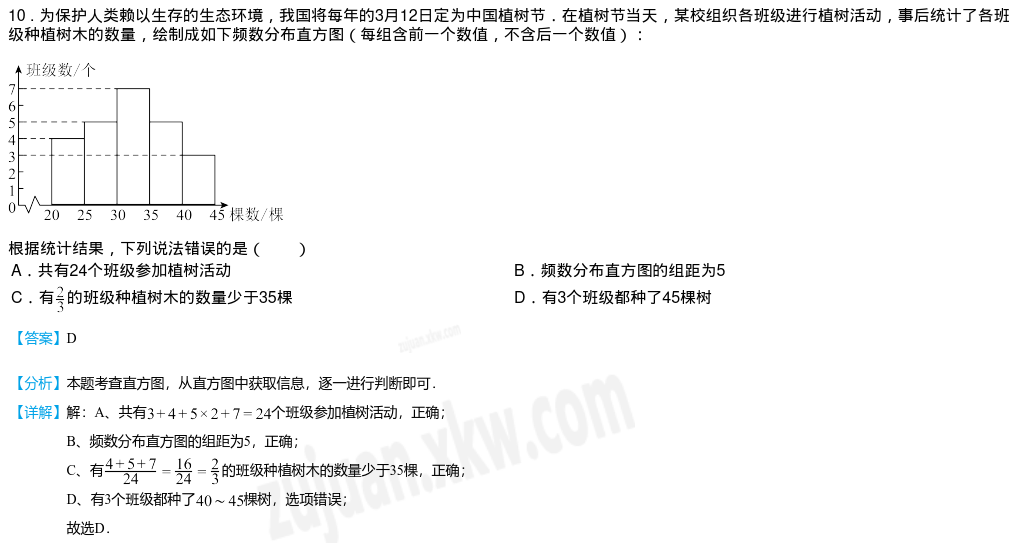 10．为保护人类赖以生存的生态环境，我国将每年的3月12日定为中国植树节．在植树节当天，某校组织各班级进行植树活动，事后统计了各班
级种植树木的数量，绘制成如下频数分布直方图（每组含前一个数值，不含后一个数值）：
班级数/个
7
6
5
4
3
2
1
0
20 25 30 35 40 45 棵数/棵
根据统计结果，下列说法错误的是（　　）
A．共有24个班级参加植树活动 B．频数分布直方图的组距为5
C．有2/3的班级种植树木的数量少于35棵 D．有3个班级都种了45棵树
【答案】D
zujuan.xkw.com
【分析】本题考查直方图，从直方图中获取信息，逐一进行判断即可．
【详解】解：A、共有3+4+5×2+7=24个班级参加植树活动，正确；
B、频数分布直方图的组距为5，正确；
C、有(4+5+7)/24=16/24=2/3的班级种植树木的数量少于35棵，正确；
D、有3个班级都种了40～45棵树，选项错误；
故选D．
zujuan.xkw.com